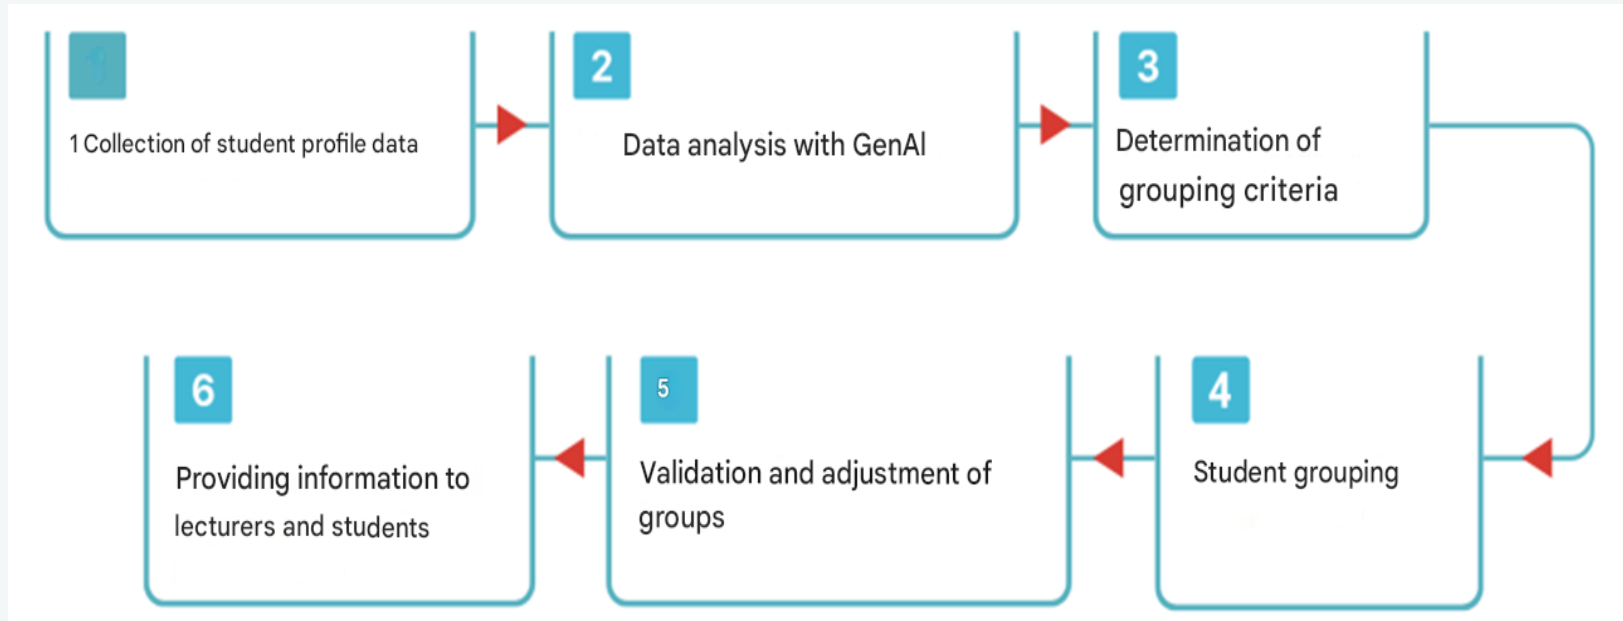 1
1 Collection of student profile data
2
Data analysis with GenAI
3
Determination of
grouping criteria
4
Student grouping
5
Validation and adjustment of
groups
6
Providing information to
lecturers and students